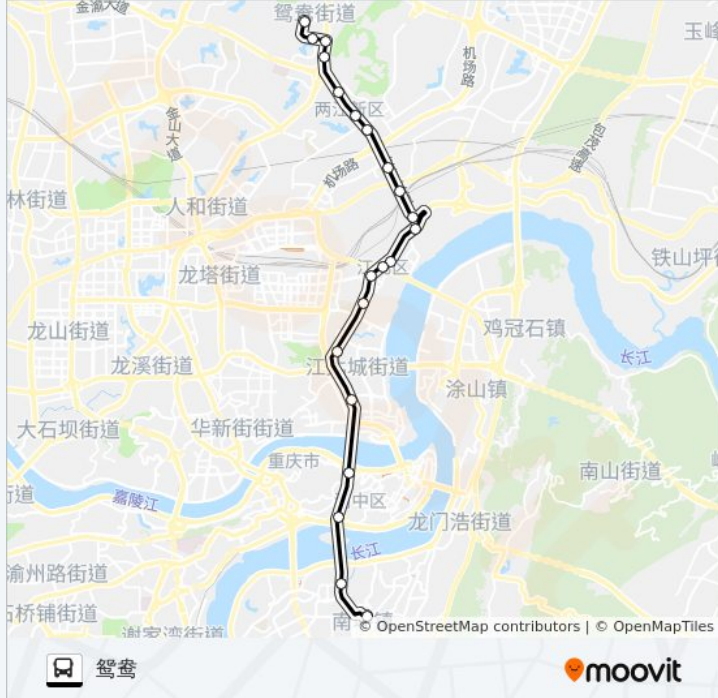 金渝大道
鸳鸯街道
玉峰
机场路
两江新区
金山大道
包茂高速
机场路
林街道
人和街道
铁山坪街
龙塔街道
江北区
鸡冠石镇
龙山街道
长江
龙溪街道
江北城街道
涂山镇
大石坝街道
华新街街道
重庆市
南山街道
街道
嘉陵江
中区
龙门浩街道
长江
渝州路街道
石桥铺街道
南
镇
谢家湾街道
© OpenStreetMap contributors | © OpenMapTiles
鸳鸯
moovit